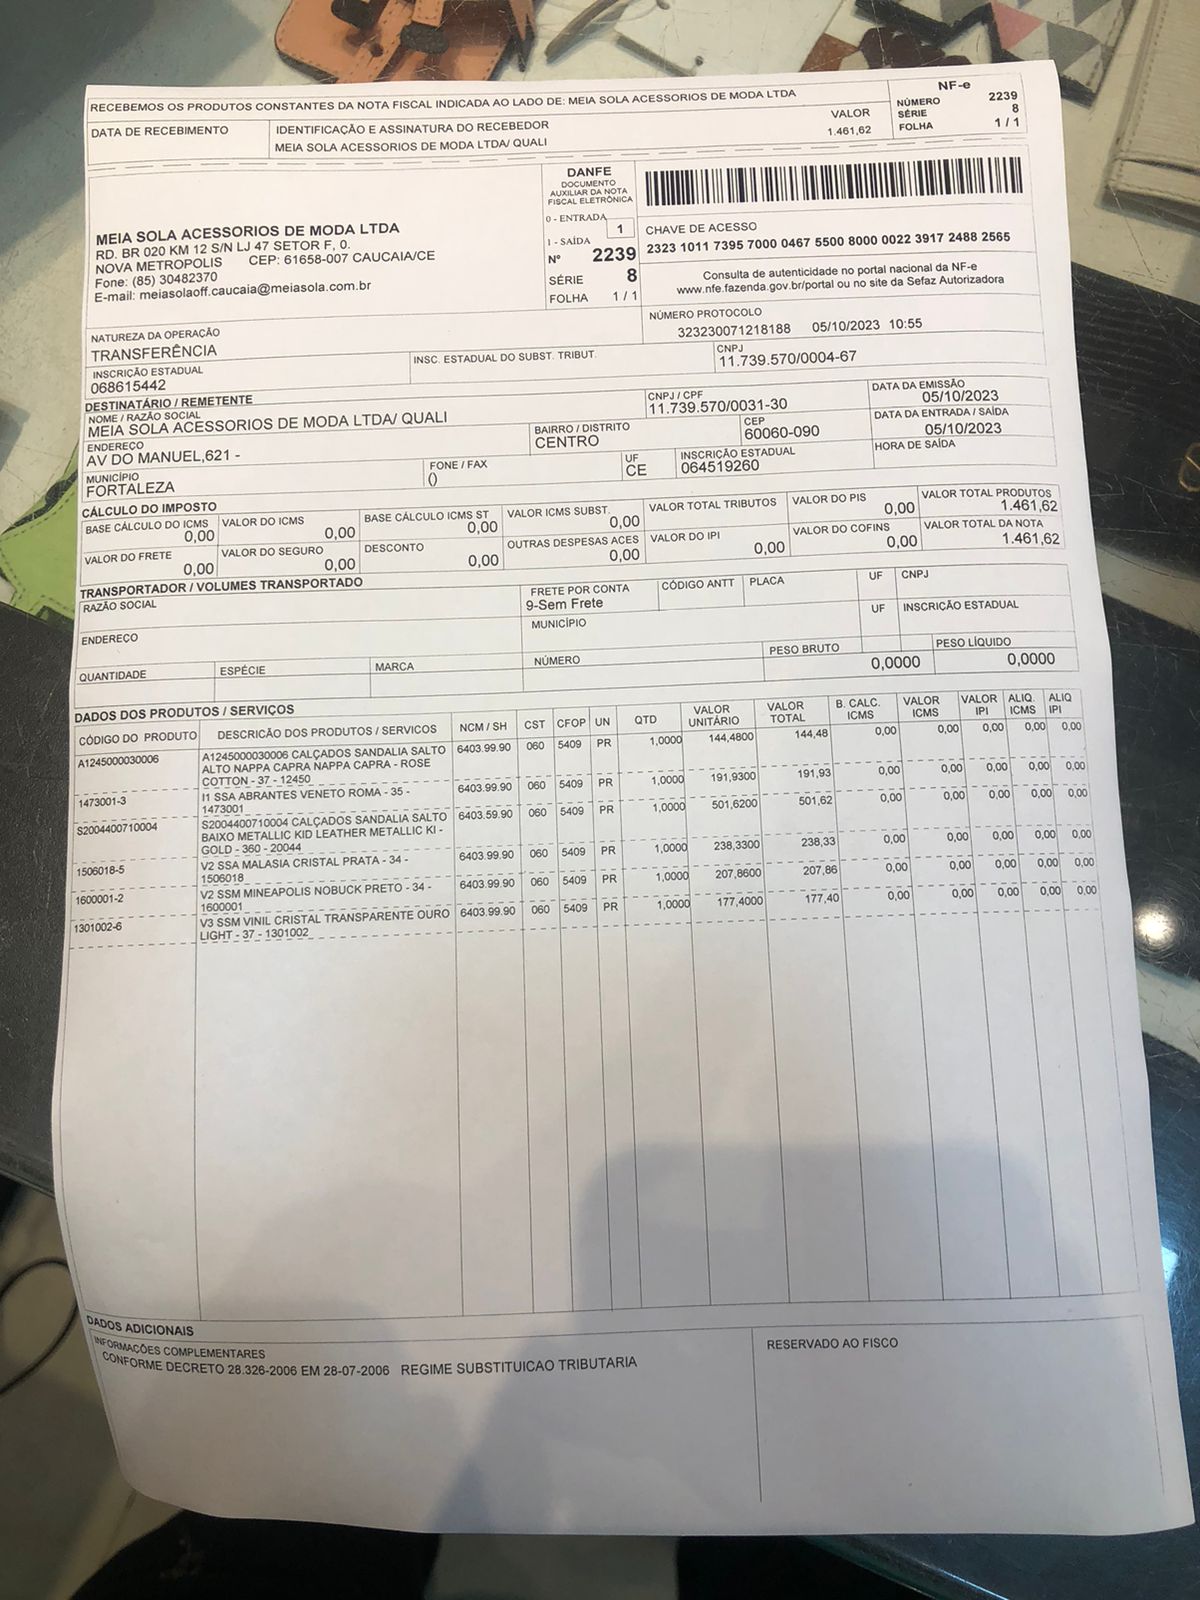 RECEBEMOS OS PRODUTOS CONSTANTES DA NOTA FISCAL INDICADA AO LADO DE: MEIA SOLA ACESSORIOS DE MODA LTDA
DATA DE RECEBIMENTO
IDENTIFICAÇÃO E ASSINATURA DO RECEBEDOR
MEIA SOLA ACESSORIOS DE MODA LTDA/ QUALI
VALOR
1.461,62
NF-e
NÚMERO 2239
SÉRIE 8
FOLHA 1 / 1
MEIA SOLA ACESSORIOS DE MODA LTDA
RD. BR 020 KM 12 S/N LJ 47 SETOR F, 0.
NOVA METROPOLIS CEP: 61658-007 CAUCAIA/CE
Fone: (85) 30482370
E-mail: meiasolaoff.caucaia@meiasola.com.br
DANFE
DOCUMENTO
AUXILIAR DA NOTA
FISCAL ELETRÔNICA
0 - ENTRADA
1
1 - SAÍDA
Nº 2239
SÉRIE 8
FOLHA 1 / 1
CHAVE DE ACESSO
2323 1011 7395 7000 0467 5500 8000 0022 3917 2488 2565
Consulta de autenticidade no portal nacional da NF-e
www.nfe.fazenda.gov.br/portal ou no site da Sefaz Autorizadora
NÚMERO PROTOCOLO
323230071218188 05/10/2023 10:55
NATUREZA DA OPERAÇÃO
TRANSFERÊNCIA
INSCRIÇÃO ESTADUAL
068615442
INSC. ESTADUAL DO SUBST. TRIBUT.
CNPJ
11.739.570/0004-67
DESTINATÁRIO / REMETENTE
NOME / RAZÃO SOCIAL
MEIA SOLA ACESSORIOS DE MODA LTDA/ QUALI
CNPJ / CPF
11.739.570/0031-30
DATA DA EMISSÃO
05/10/2023
ENDEREÇO
AV DO MANUEL,621 -
BAIRRO / DISTRITO
CENTRO
CEP
60060-090
DATA DA ENTRADA / SAÍDA
05/10/2023
MUNICÍPIO
FORTALEZA
FONE / FAX
()
UF
CE
INSCRIÇÃO ESTADUAL
064519260
HORA DE SAÍDA
CÁLCULO DO IMPOSTO
BASE CÁLCULO DO ICMS 0,00
VALOR DO ICMS 0,00
BASE CÁLCULO ICMS ST 0,00
VALOR ICMS SUBST. 0,00
VALOR TOTAL TRIBUTOS
VALOR DO PIS 0,00
VALOR TOTAL PRODUTOS 1.461,62
VALOR DO FRETE 0,00
VALOR DO SEGURO 0,00
DESCONTO 0,00
OUTRAS DESPESAS ACES 0,00
VALOR DO IPI 0,00
VALOR DO COFINS 0,00
VALOR TOTAL DA NOTA 1.461,62
TRANSPORTADOR / VOLUMES TRANSPORTADO
RAZÃO SOCIAL
FRETE POR CONTA
9-Sem Frete
CÓDIGO ANTT
PLACA
UF
CNPJ
ENDEREÇO
MUNICÍPIO
UF
INSCRIÇÃO ESTADUAL
QUANTIDADE
ESPÉCIE
MARCA
NÚMERO
PESO BRUTO
0,0000
PESO LÍQUIDO
0,0000
DADOS DOS PRODUTOS / SERVIÇOS
CÓDIGO DO PRODUTO DESCRICÃO DOS PRODUTOS / SERVICOS NCM / SH CST CFOP UN QTD VALOR UNITÁRIO VALOR TOTAL B. CALC. ICMS VALOR ICMS VALOR IPI ALIQ. ICMS ALIQ IPI
A1245000030006 A1245000030006 CALÇADOS SANDALIA SALTO 6403.99.90 060 5409 PR 1,0000 144,4800 144,48 0,00 0,00 0,00 0,00 0,00
ALTO NAPPA CAPRA NAPPA CAPRA - ROSE
COTTON - 37 - 12450
1473001-3 I1 SSA ABRANTES VENETO ROMA - 35 - 6403.99.90 060 5409 PR 1,0000 191,9300 191,93 0,00 0,00 0,00 0,00 0,00
1473001
S2004400710004 S2004400710004 CALÇADOS SANDALIA SALTO 6403.59.90 060 5409 PR 1,0000 501,6200 501,62 0,00 0,00 0,00 0,00 0,00
BAIXO METALLIC KID LEATHER METALLIC KI -
GOLD - 360 - 20044
1506018-5 V2 SSA MALASIA CRISTAL PRATA - 34 - 6403.99.90 060 5409 PR 1,0000 238,3300 238,33 0,00 0,00 0,00 0,00 0,00
1506018
1600001-2 V2 SSM MINEAPOLIS NOBUCK PRETO - 34 - 6403.99.90 060 5409 PR 1,0000 207,8600 207,86 0,00 0,00 0,00 0,00 0,00
1600001
1301002-6 V3 SSM VINIL CRISTAL TRANSPARENTE OURO 6403.99.90 060 5409 PR 1,0000 177,4000 177,40 0,00 0,00 0,00 0,00 0,00
LIGHT - 37 - 1301002
DADOS ADICIONAIS
INFORMAÇÕES COMPLEMENTARES
CONFORME DECRETO 28.326-2006 EM 28-07-2006 REGIME SUBSTITUICAO TRIBUTARIA
RESERVADO AO FISCO